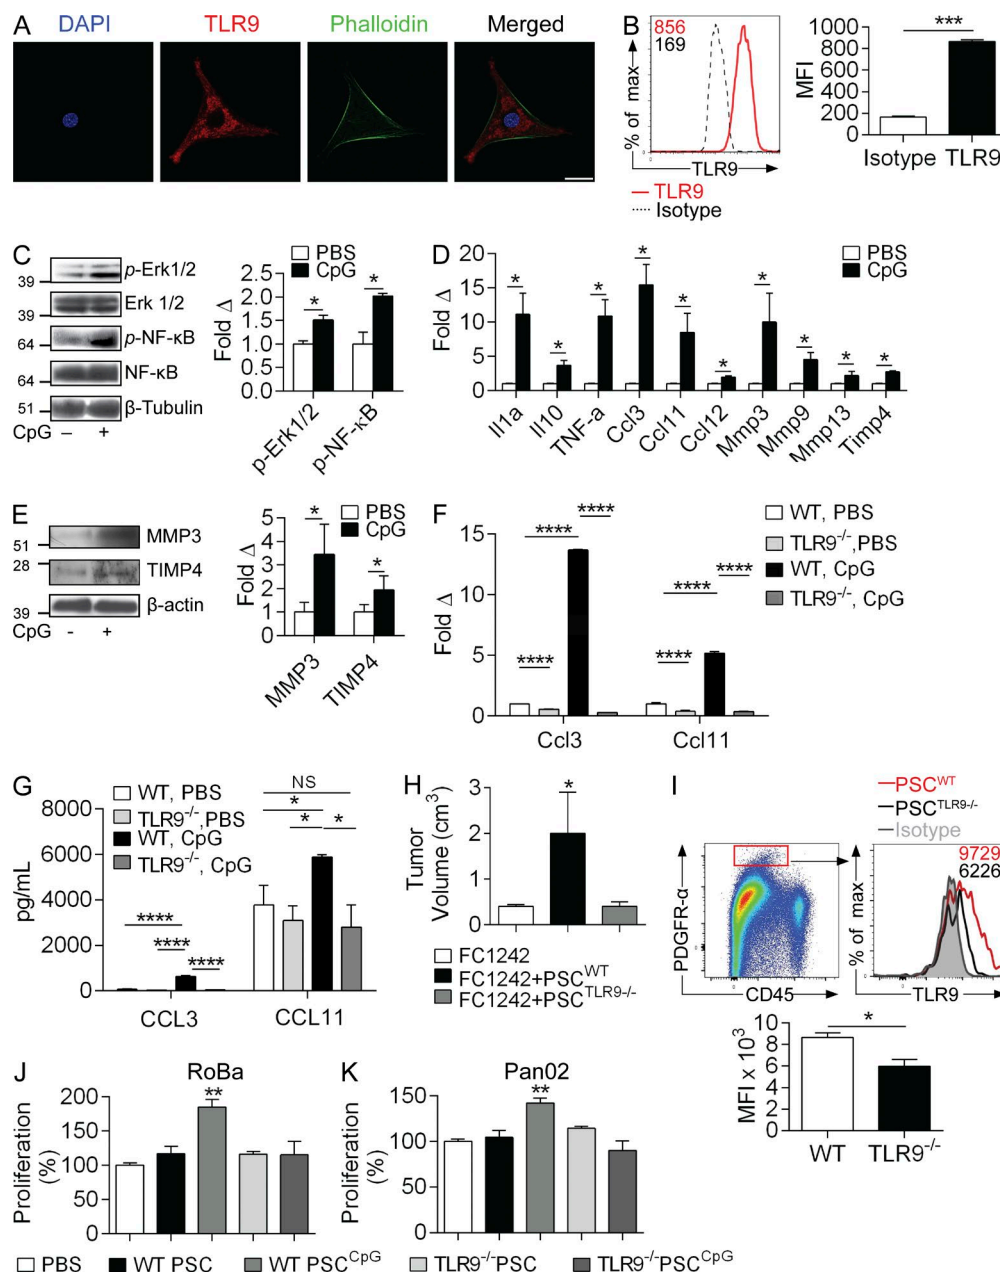 A DAPI TLR9 Phalloidin Merged
B
856
169
% of max
TLR9
TLR9
Isotype
***
MFI
1000
800
600
400
200
0
Isotype TLR9
C
39
p-Erk1/2
39
Erk 1/2
64
p-NF-κB
64
NF-κB
51
β-Tubulin
CpG – +
PBS
CpG
Fold Δ
2.5
2.0
1.5
1.0
0.5
0.0
* *
p-Erk1/2
p-NF-κB
D
PBS
CpG
Fold Δ
20
15
10
5
0
* * * * * * * * * *
Il1a
Il10
TNF-a
Ccl3
Ccl11
Ccl12
Mmp3
Mmp9
Mmp13
Timp4
E
51
MMP3
28
TIMP4
39
β-actin
CpG - +
PBS
CpG
Fold Δ
5
4
3
2
1
0
* *
MMP3
TIMP4
F
WT, PBS
TLR9-/-,PBS
WT, CpG
TLR9-/-, CpG
Fold Δ
15
10
5
0
**** **** ****
**** **** ****
Ccl3 Ccl11
G
WT, PBS
TLR9-/-,PBS
WT, CpG
TLR9-/-, CpG
pg/mL
8000
6000
4000
2000
0
****
****
****
NS
*
* *
CCL3 CCL11
H
Tumor
Volume (cm3)
4
3
2
1
0
*
FC1242
FC1242+PSCWT
FC1242+PSCTLR9-/-
I
PSCWT
PSCTLR9-/-
Isotype
PDGFR-α
CD45
9729
6226
% of max
TLR9
*
MFI x 103
10
8
6
4
2
0
WT TLR9-/-
J RoBa
Proliferation
(%)
200
150
100
50
0
**
K Pan02
Proliferation
(%)
150
100
50
0
**
PBS WT PSC WT PSCCpG TLR9-/-PSC TLR9-/-PSCCpG